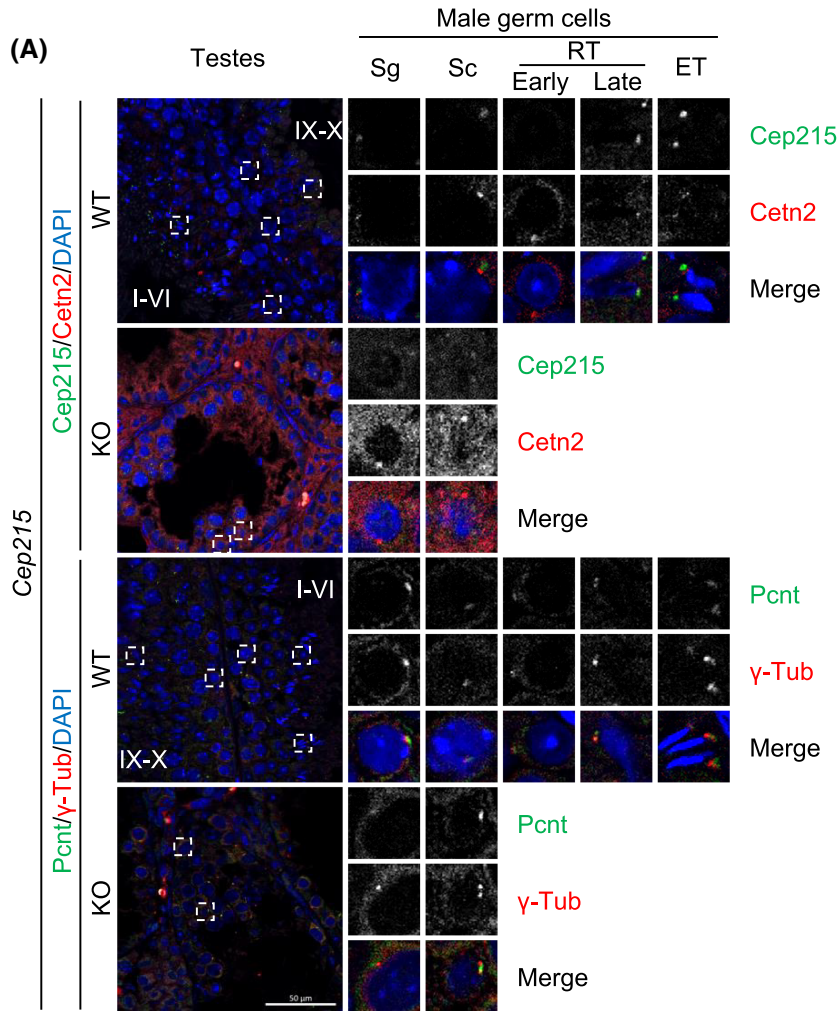 (A)
Male germ cells
Testes
Sg
Sc
RT
ET
Early
Late
Cep215
Cep215/Cetn2/DAPI
WT
IX-X
I-VI
Cep215
Cetn2
Merge
KO
Cep215
Cetn2
Merge
Pcnt/γ-Tub/DAPI
WT
I-VI
IX-X
Pcnt
γ-Tub
Merge
KO
50 μm
Pcnt
γ-Tub
Merge